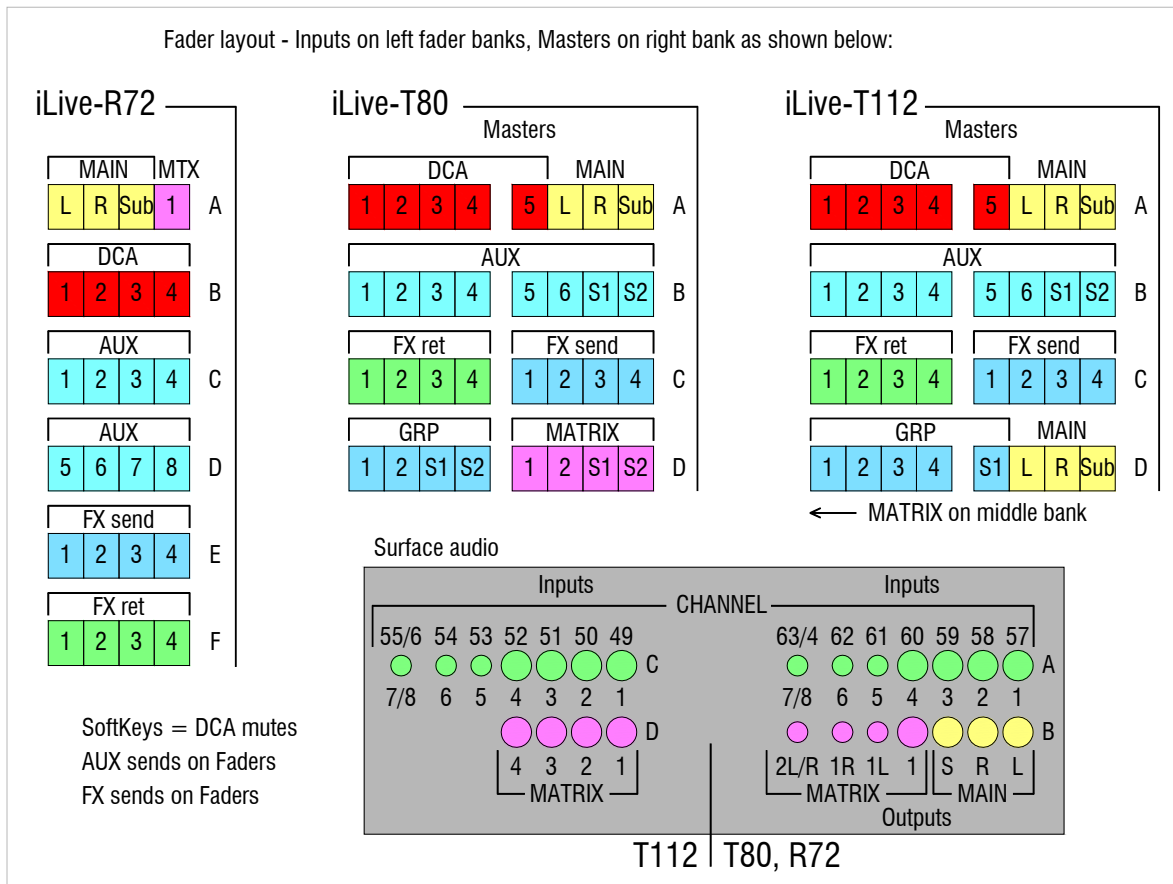 Fader layout - Inputs on left fader banks, Masters on right bank as shown below:
iLive-R72
MAIN MTX
L R Sub 1 A
DCA
1 2 3 4 B
AUX
1 2 3 4 C
AUX
5 6 7 8 D
FX send
1 2 3 4 E
FX ret
1 2 3 4 F
SoftKeys = DCA mutes
AUX sends on Faders
FX sends on Faders
iLive-T80
Masters
DCA MAIN
1 2 3 4 5 L R Sub A
AUX
1 2 3 4 5 6 S1 S2 B
FX ret FX send
1 2 3 4 1 2 3 4 C
GRP MATRIX
1 2 S1 S2 1 2 S1 S2 D
iLive-T112
Masters
DCA MAIN
1 2 3 4 5 L R Sub A
AUX
1 2 3 4 5 6 S1 S2 B
FX ret FX send
1 2 3 4 1 2 3 4 C
GRP MAIN
1 2 3 4 S1 L R Sub D
MATRIX on middle bank
Surface audio
Inputs Inputs
CHANNEL
55/6 54 53 52 51 50 49 63/4 62 61 60 59 58 57
C A
7/8 6 5 4 3 2 1 7/8 6 5 4 3 2 1
D B
4 3 2 1 2L/R 1R 1L 1 S R L
MATRIX MATRIX MAIN
Outputs
T112 T80, R72